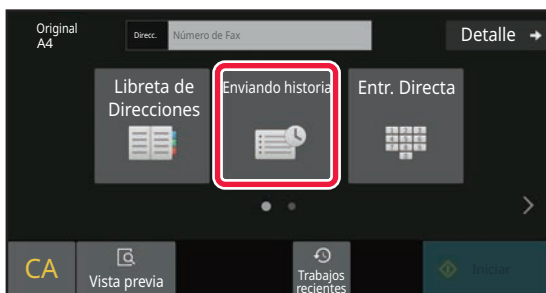 Original
A4
Direcc.
Número de Fax
Detalle
Libreta de
Direcciones
Enviando historia
Entr. Directa
CA
Vista previa
Trabajos
recientes
Iniciar